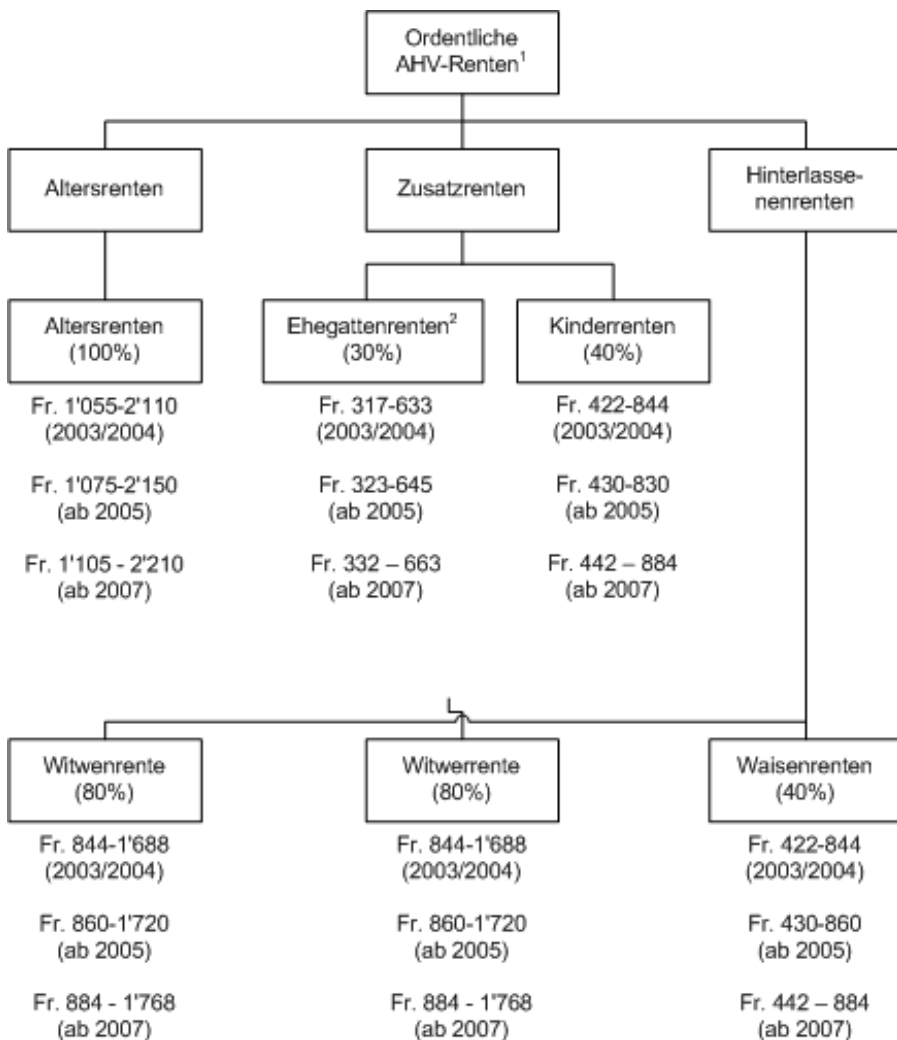 Ordentliche
AHV-Renten¹
Altersrenten
Zusatzrenten
Hinterlasse-
nenrenten
Altersrenten
(100%)
Fr. 1'055-2'110
(2003/2004)
Fr. 1'075-2'150
(ab 2005)
Fr. 1'105 - 2'210
(ab 2007)
Ehegattenrenten²
(30%)
Fr. 317-633
(2003/2004)
Fr. 323-645
(ab 2005)
Fr. 332 – 663
(ab 2007)
Kinderrenten
(40%)
Fr. 422-844
(2003/2004)
Fr. 430-830
(ab 2005)
Fr. 442 – 884
(ab 2007)
Witwenrente
(80%)
Fr. 844-1'688
(2003/2004)
Fr. 860-1'720
(ab 2005)
Fr. 884 - 1'768
(ab 2007)
Witwerrente
(80%)
Fr. 844-1'688
(2003/2004)
Fr. 860-1'720
(ab 2005)
Fr. 884 - 1'768
(ab 2007)
Waisenrenten
(40%)
Fr. 422-844
(2003/2004)
Fr. 430-860
(ab 2005)
Fr. 442 – 884
(ab 2007)